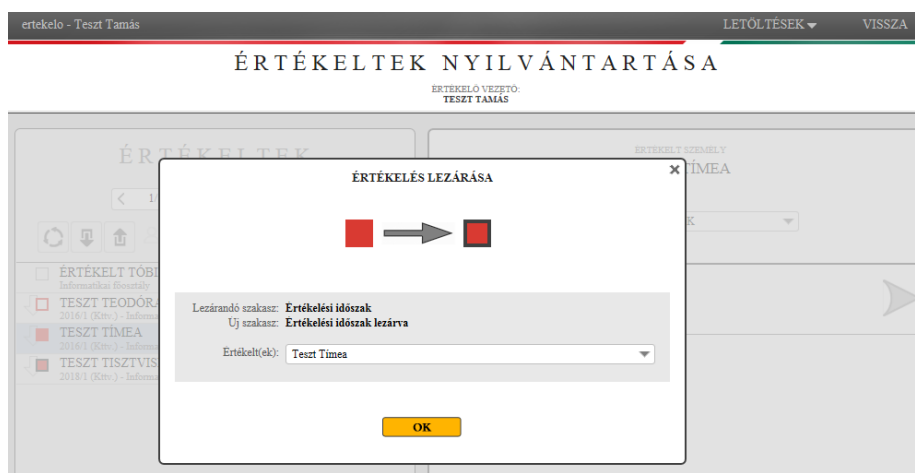 ertekelo - Teszt Tamás
LETÖLTÉSEK
VISSZA
ÉRTÉKELTEK NYILVÁNTARTÁSA
ÉRTÉKELŐ VEZETŐ:
TESZT TAMÁS
ÉRTÉKELTEK
1/
ÉRTÉKELT TÓBI
Informatikai főosztály
TESZT TEODÓRA
2016/1 (Kttv.) - Informa
TESZT TÍMEA
2016/1 (Kttv.) - Informa
TESZT TISZTVIS
2018/1 (Kttv.) - Informa
ÉRTÉKELT SZEMÉLY
TÍMEA
K
ÉRTÉKELÉS LEZÁRÁSA
Lezárandó szakasz: Értékelési időszak
Új szakasz: Értékelési időszak lezárva
Értékelt(ek): Teszt Tímea
OK